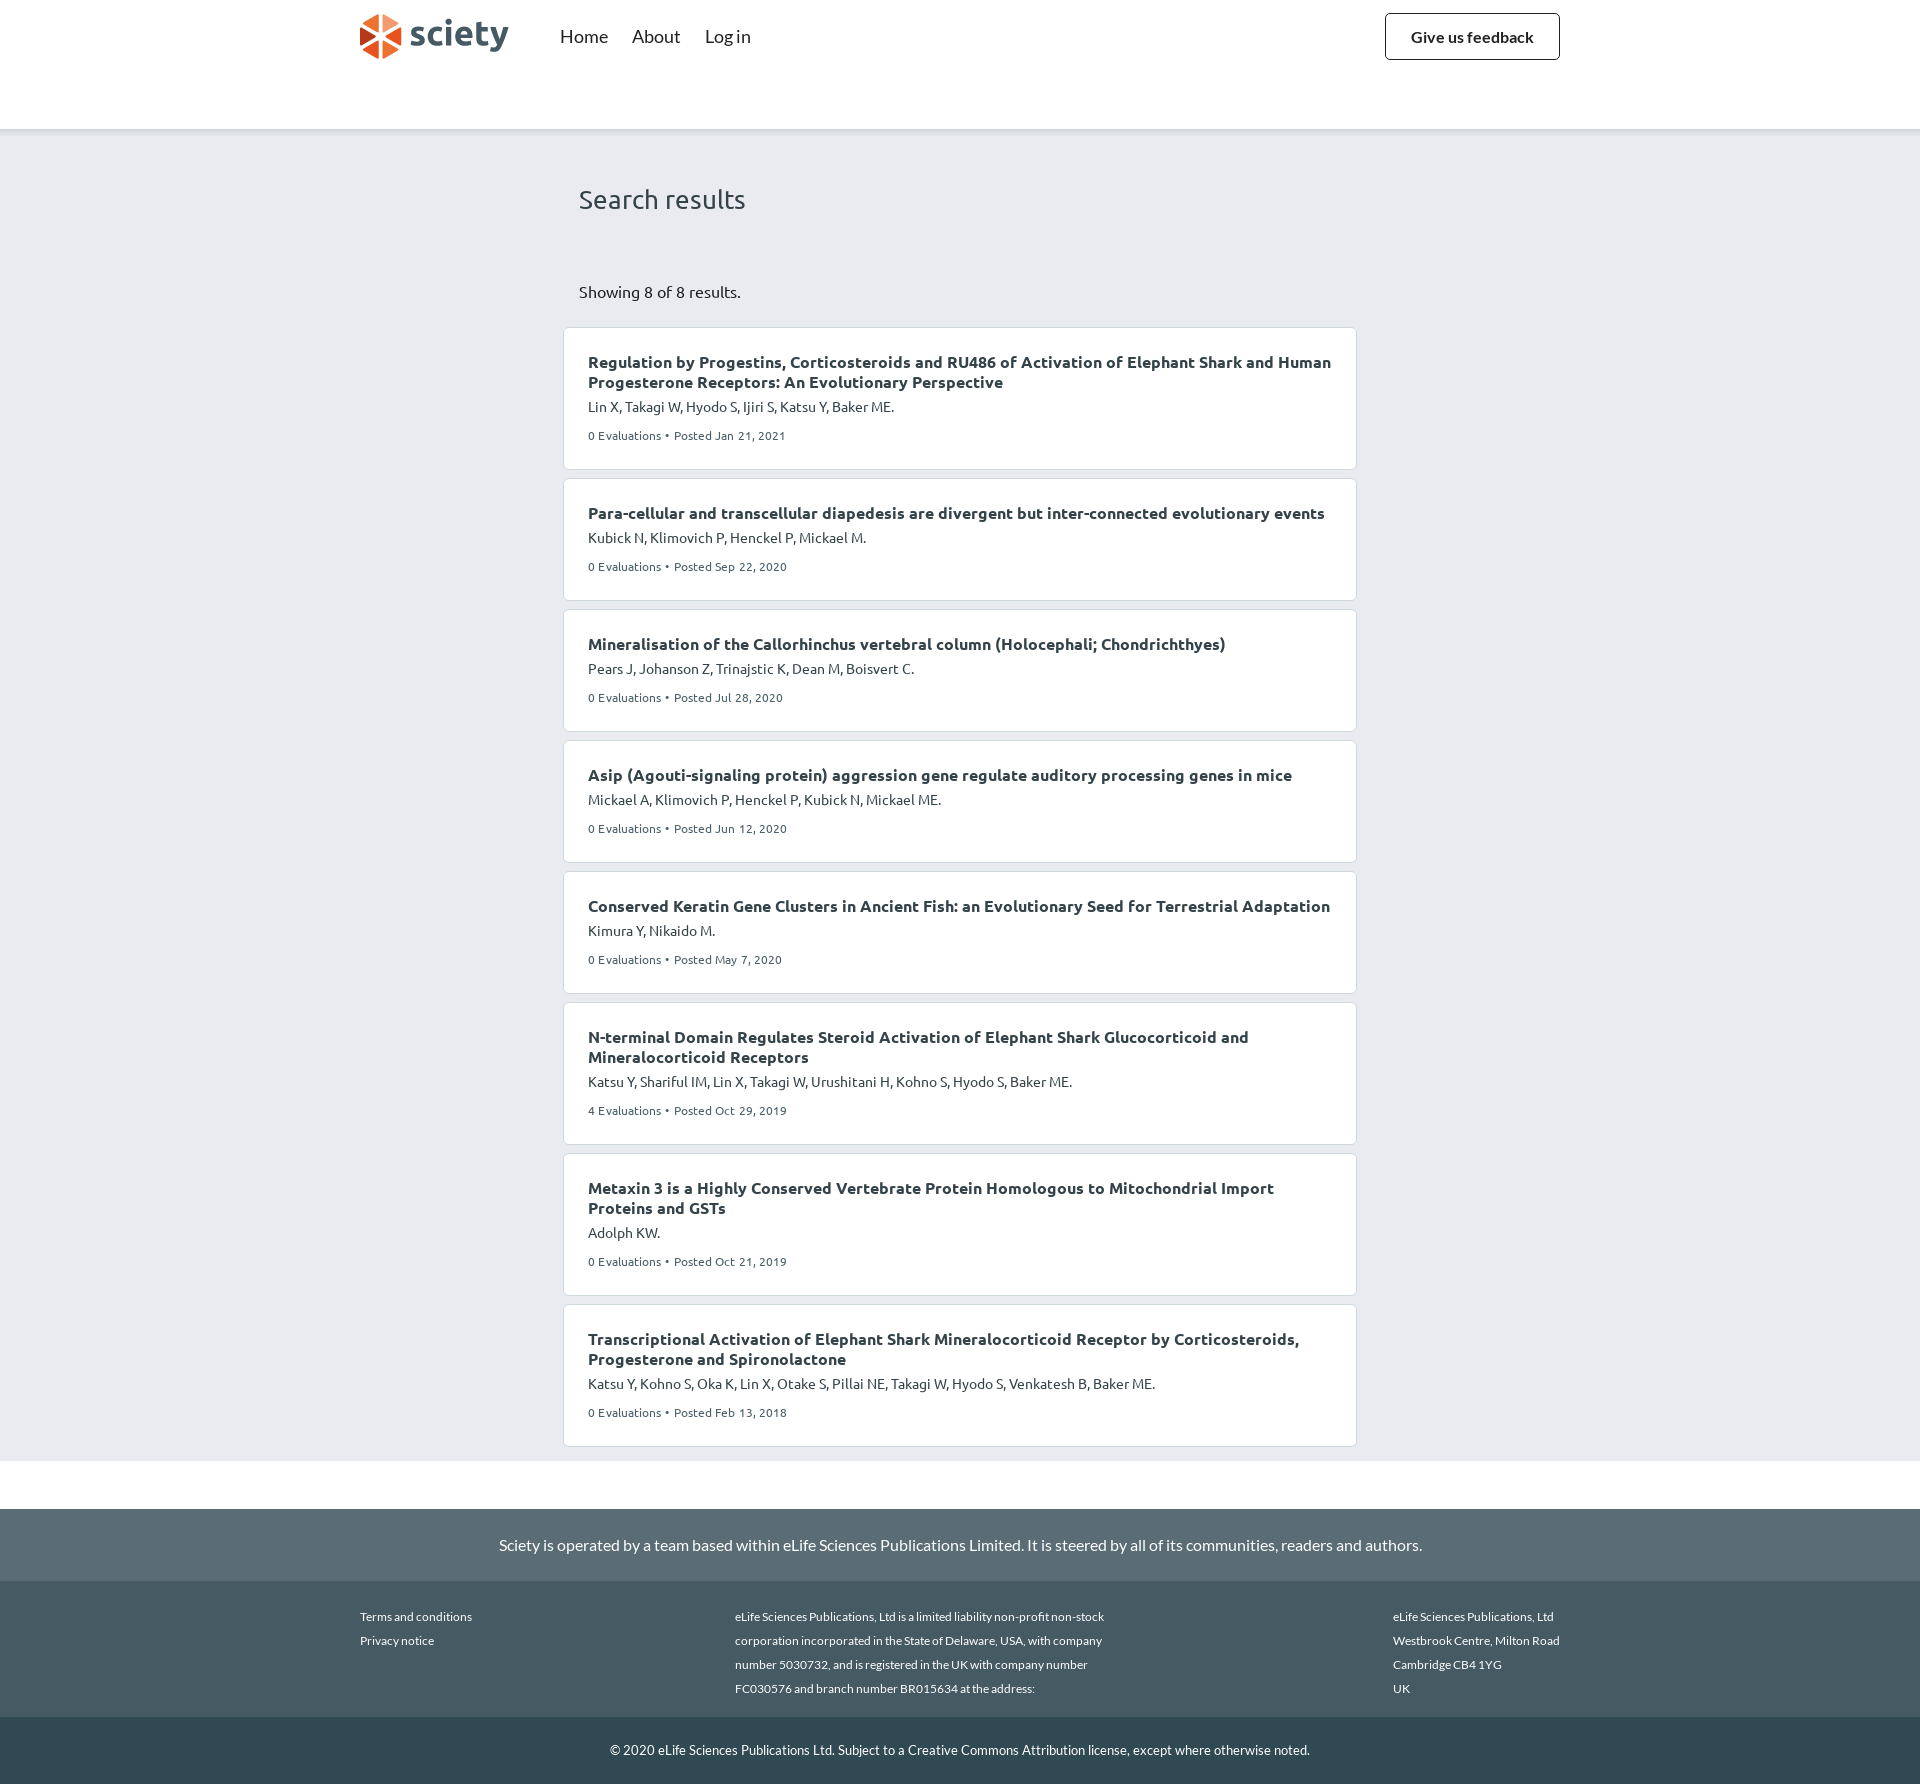 sciety
Home About Log in
Give us feedback
Search results
Showing 8 of 8 results.
Regulation by Progestins, Corticosteroids and RU486 of Activation of Elephant Shark and Human
Progesterone Receptors: An Evolutionary Perspective
Lin X, Takagi W, Hyodo S, Ijiri S, Katsu Y, Baker ME.
0 Evaluations • Posted Jan 21, 2021
Para-cellular and transcellular diapedesis are divergent but inter-connected evolutionary events
Kubick N, Klimovich P, Henckel P, Mickael M.
0 Evaluations • Posted Sep 22, 2020
Mineralisation of the Callorhinchus vertebral column (Holocephali; Chondrichthyes)
Pears J, Johanson Z, Trinajstic K, Dean M, Boisvert C.
0 Evaluations • Posted Jul 28, 2020
Asip (Agouti-signaling protein) aggression gene regulate auditory processing genes in mice
Mickael A, Klimovich P, Henckel P, Kubick N, Mickael ME.
0 Evaluations • Posted Jun 12, 2020
Conserved Keratin Gene Clusters in Ancient Fish: an Evolutionary Seed for Terrestrial Adaptation
Kimura Y, Nikaido M.
0 Evaluations • Posted May 7, 2020
N-terminal Domain Regulates Steroid Activation of Elephant Shark Glucocorticoid and
Mineralocorticoid Receptors
Katsu Y, Shariful IM, Lin X, Takagi W, Urushitani H, Kohno S, Hyodo S, Baker ME.
4 Evaluations • Posted Oct 29, 2019
Metaxin 3 is a Highly Conserved Vertebrate Protein Homologous to Mitochondrial Import
Proteins and GSTs
Adolph KW.
0 Evaluations • Posted Oct 21, 2019
Transcriptional Activation of Elephant Shark Mineralocorticoid Receptor by Corticosteroids,
Progesterone and Spironolactone
Katsu Y, Kohno S, Oka K, Lin X, Otake S, Pillai NE, Takagi W, Hyodo S, Venkatesh B, Baker ME.
0 Evaluations • Posted Feb 13, 2018
Sciety is operated by a team based within eLife Sciences Publications Limited. It is steered by all of its communities, readers and authors.
Terms and conditions
Privacy notice
eLife Sciences Publications, Ltd is a limited liability non-profit non-stock
corporation incorporated in the State of Delaware, USA, with company
number 5030732, and is registered in the UK with company number
FC030576 and branch number BR015634 at the address:
eLife Sciences Publications, Ltd
Westbrook Centre, Milton Road
Cambridge CB4 1YG
UK
© 2020 eLife Sciences Publications Ltd. Subject to a Creative Commons Attribution license, except where otherwise noted.